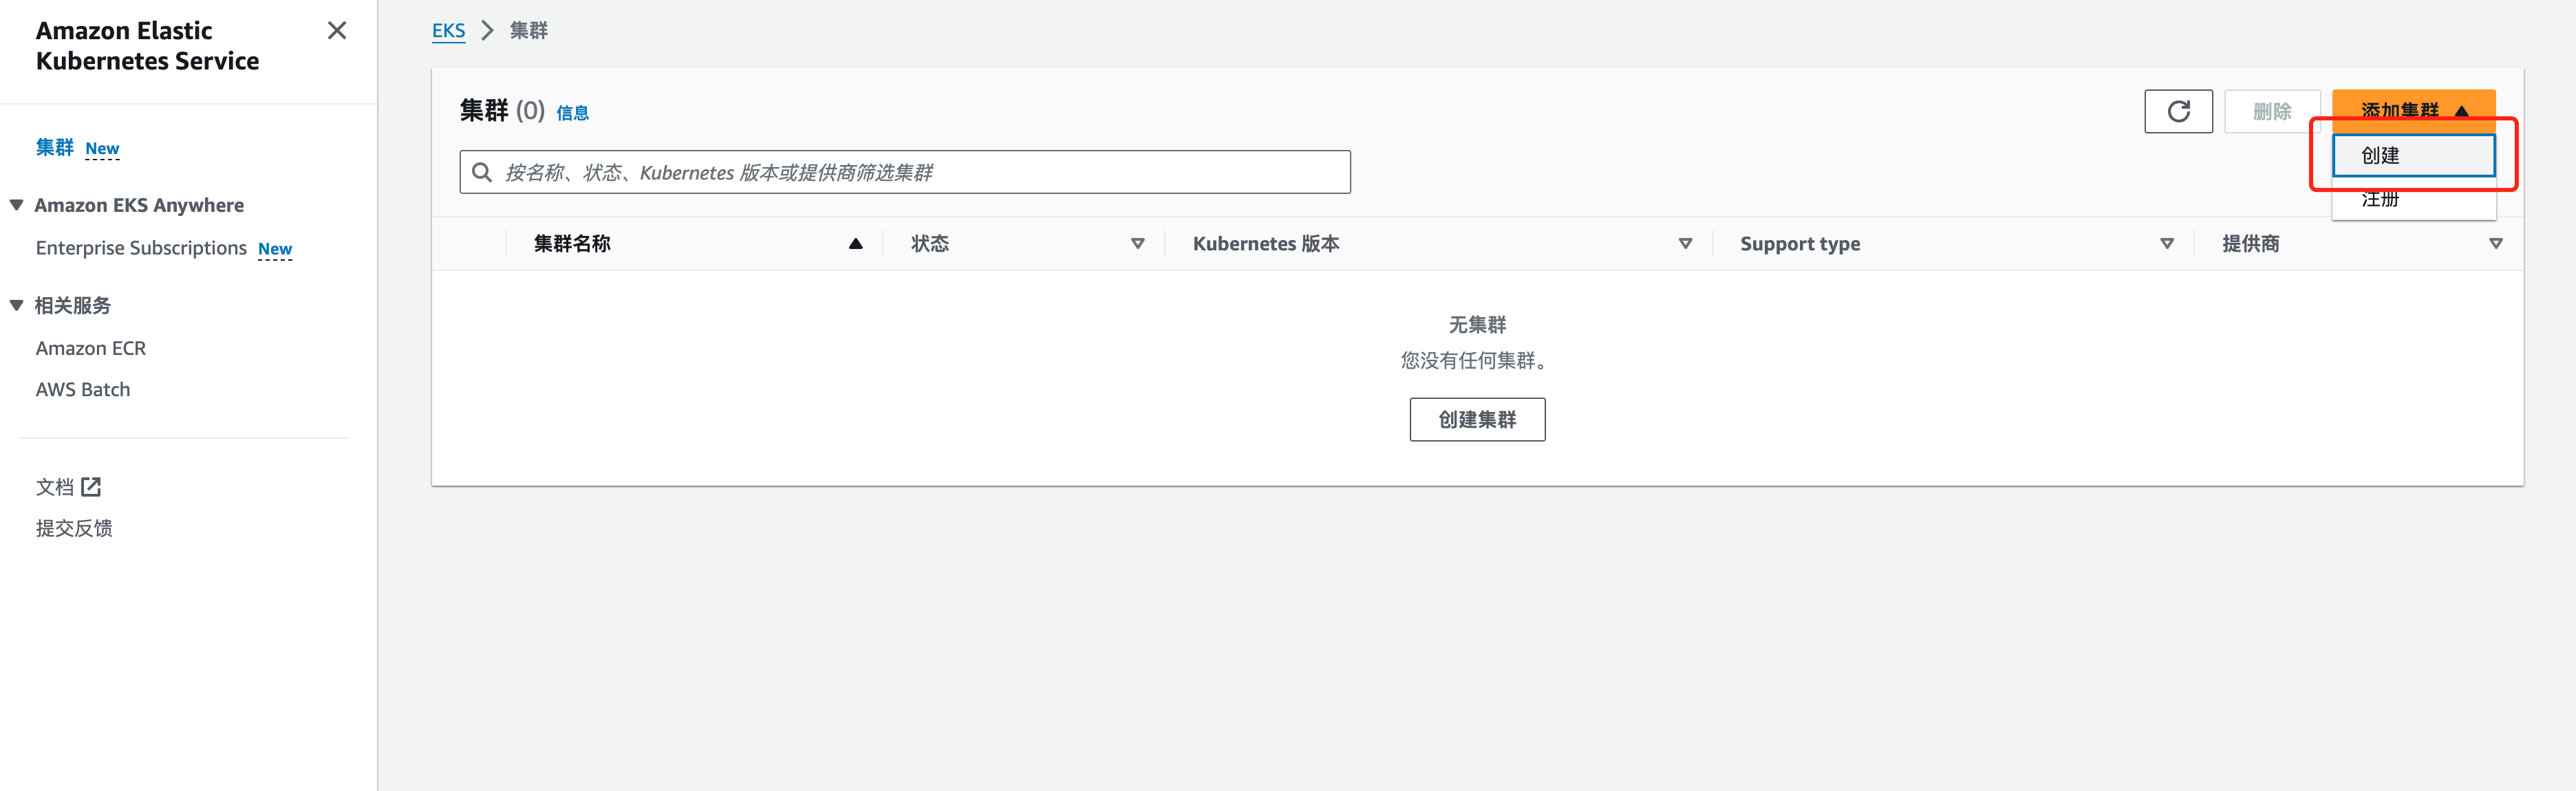 Amazon Elastic
Kubernetes Service
集群 New
Amazon EKS Anywhere
Enterprise Subscriptions New
相关服务
Amazon ECR
AWS Batch
文档
提交反馈
EKS 集群
集群 (0) 信息
删除
添加集群
创建
注册
按名称、状态、Kubernetes 版本或提供商筛选集群
集群名称 状态 Kubernetes 版本 Support type 提供商
无集群
您没有任何集群。
创建集群